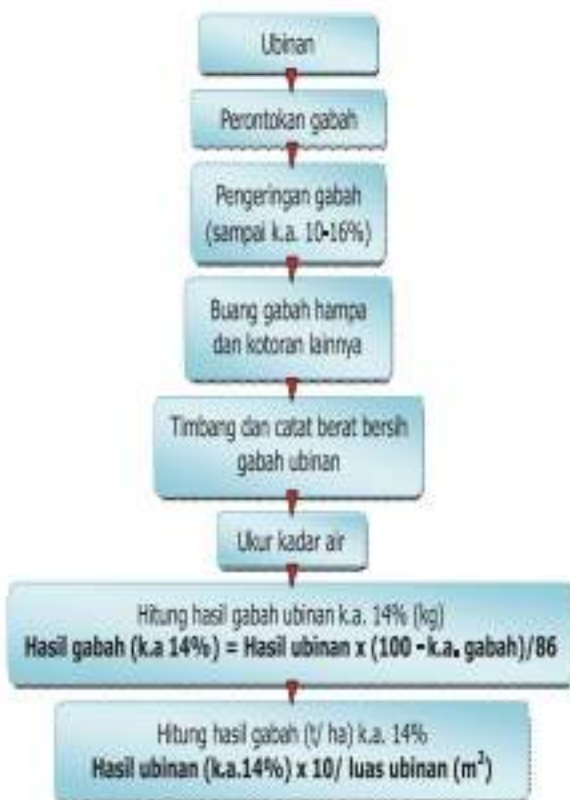 Ubinan
Perontokan gabah
Pengeringan gabah
(sampai k.a. 10-16%)
Buang gabah hampa
dan kotoran lainnya
Timbang dan catat berat bersih
gabah ubinan
Ukur kadar air
Hitung hasil gabah ubinan k.a. 14% (kg)
Hasil gabah (k.a 14%) = Hasil ubinan x (100 -k.a. gabah)/86
Hitung hasil gabah (t/ ha) k.a. 14%
Hasil ubinan (k.a.14%) x 10/ luas ubinan (m²)